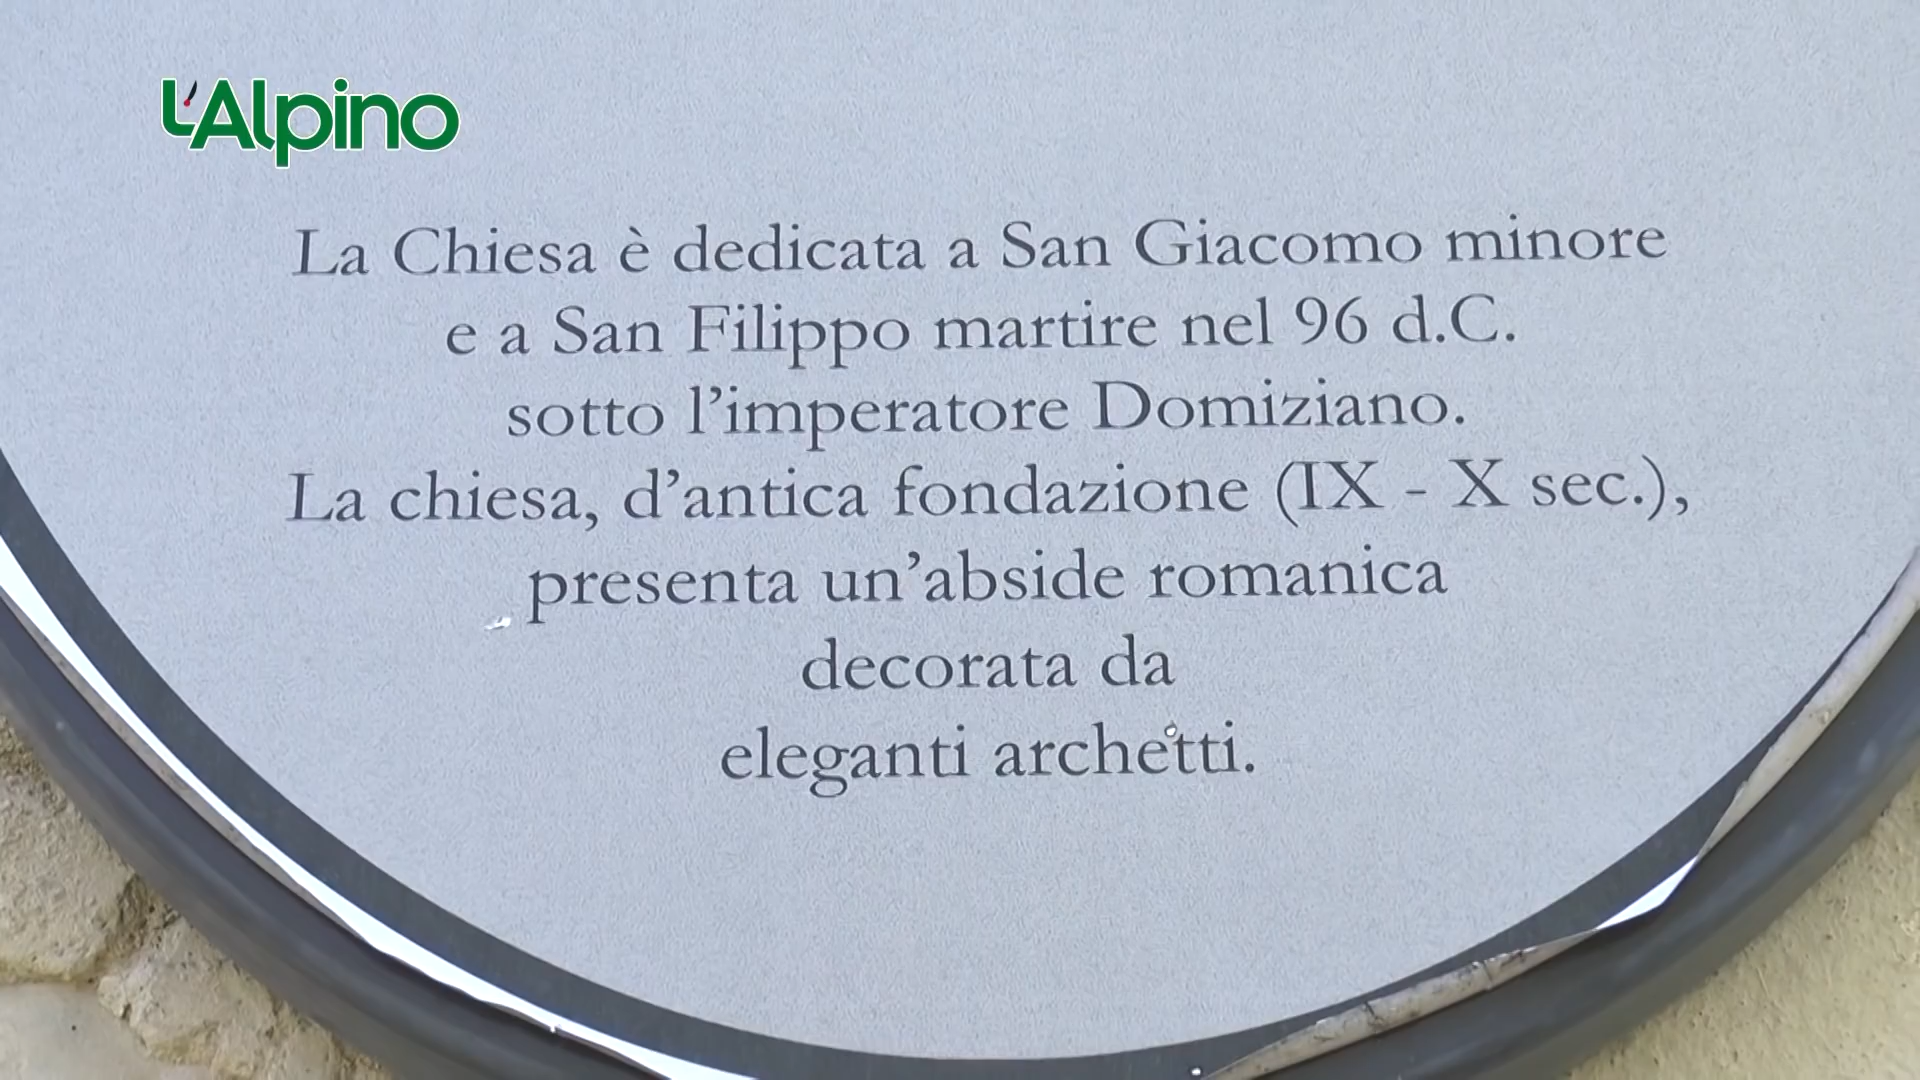 L'Alpino
La Chiesa è dedicata a San Giacomo minore
e a San Filippo martire nel 96 d.C.
sotto l’imperatore Domiziano.
La chiesa, d’antica fondazione (IX - X sec.),
presenta un’abside romanica
decorata da
eleganti archetti.